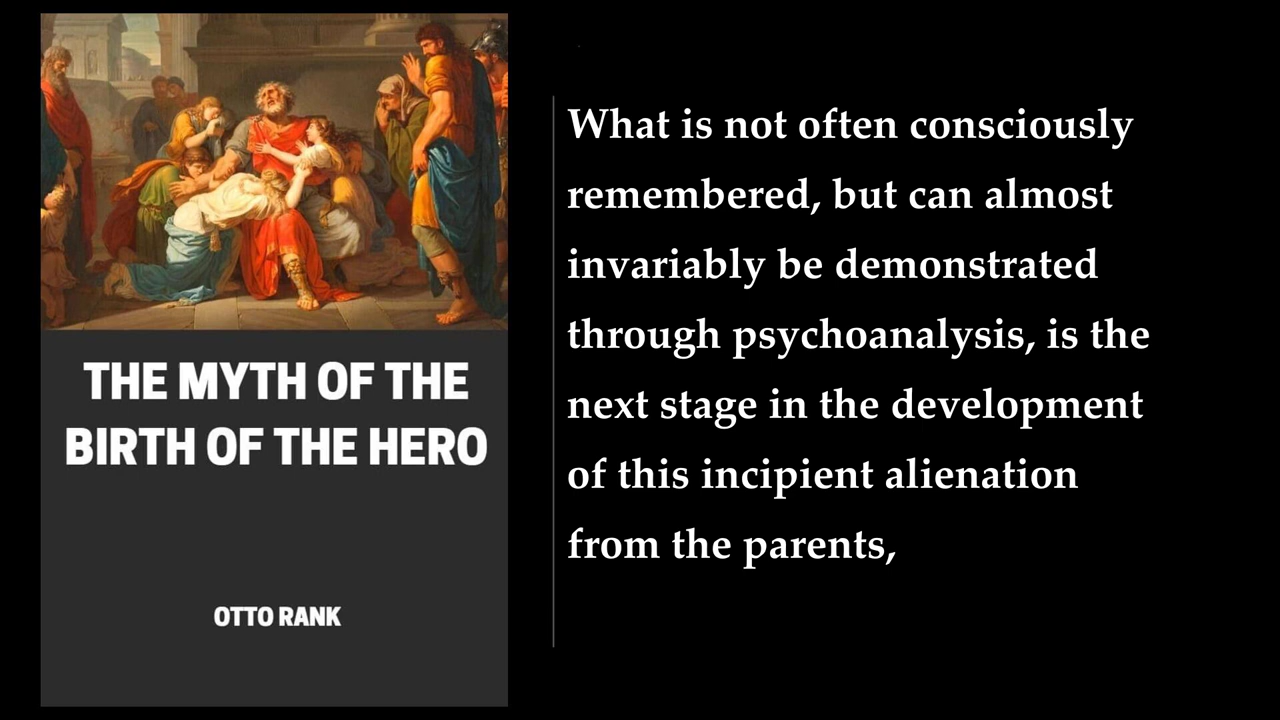 THE MYTH OF THE
BIRTH OF THE HERO
OTTO RANK
What is not often consciously
remembered, but can almost
invariably be demonstrated
through psychoanalysis, is the
next stage in the development
of this incipient alienation
from the parents,